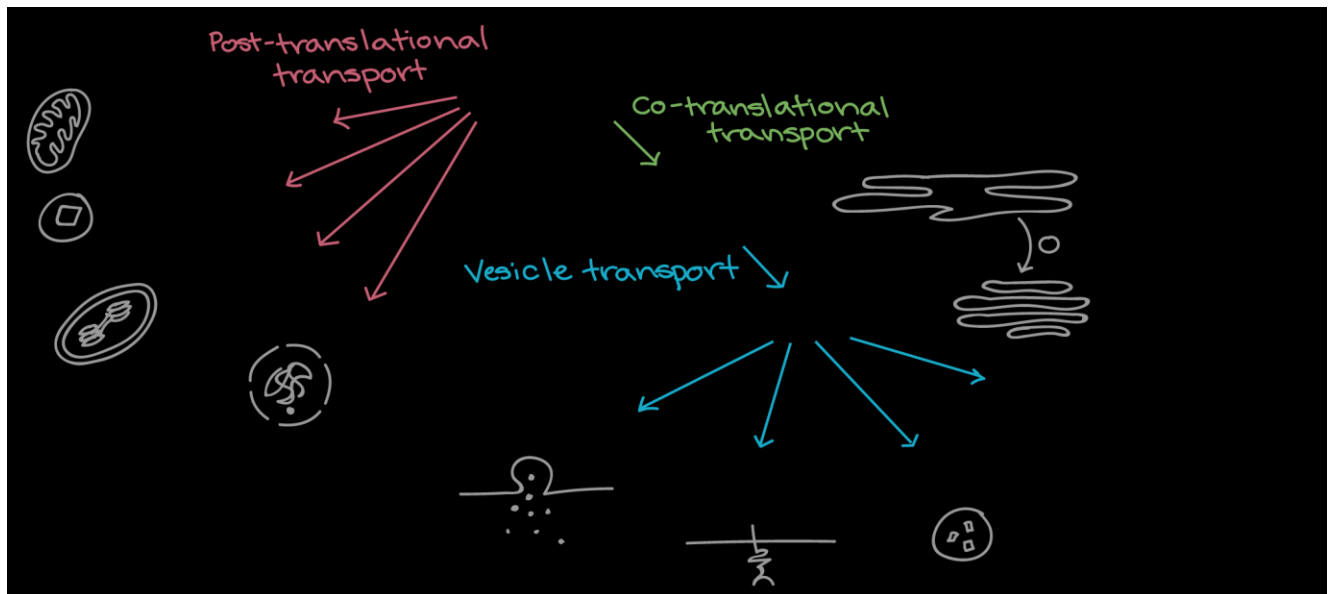 Post-translational
transport
Co-translational
transport
Vesicle transport